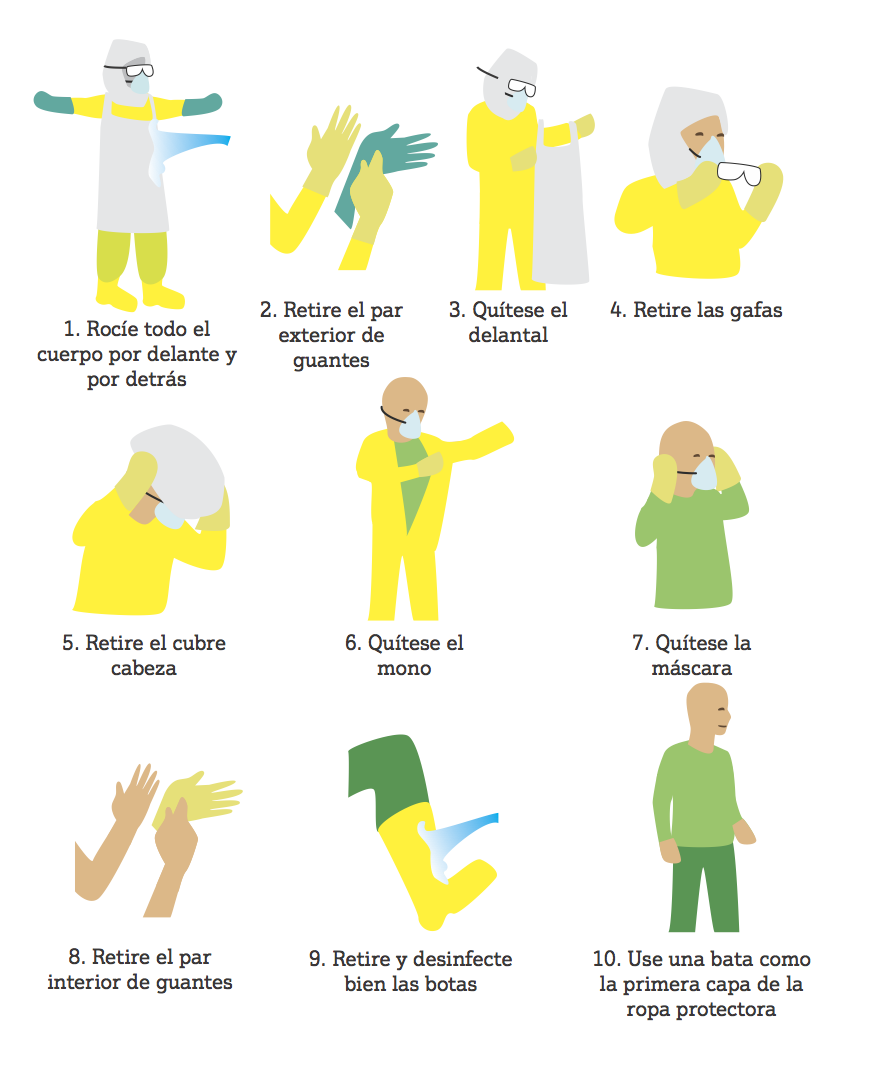 1. Rocíe todo el
cuerpo por delante y
por detrás
2. Retire el par
exterior de
guantes
3. Quítese el
delantal
4. Retire las gafas
5. Retire el cubre
cabeza
6. Quítese el
mono
7. Quítese la
máscara
8. Retire el par
interior de guantes
9. Retire y desinfecte
bien las botas
10. Use una bata como
la primera capa de la
ropa protectora